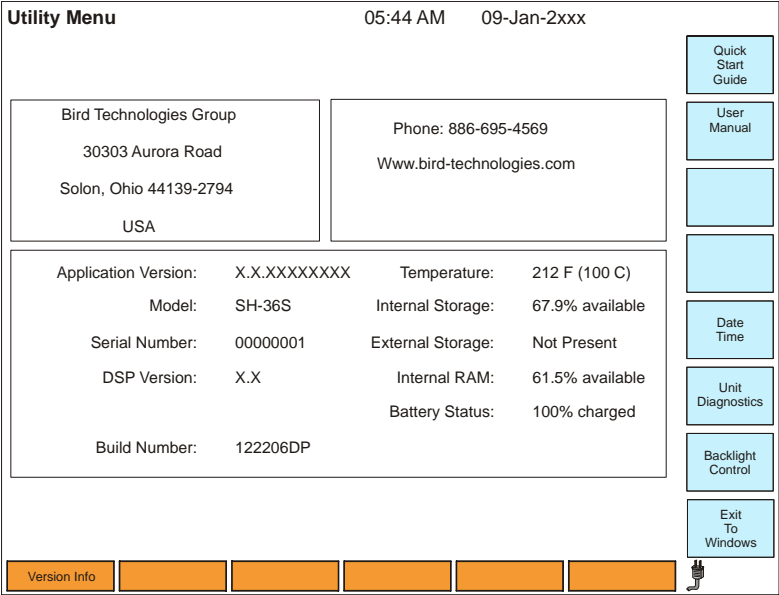 Utility Menu 05:44 AM 09-Jan-2xxx
Quick
Start
Guide
Bird Technologies Group
30303 Aurora Road
Solon, Ohio 44139-2794
USA
Phone: 886-695-4569
Www.bird-technologies.com
User
Manual
Application Version: X.X.XXXXXXXX Temperature: 212 F (100 C)
Model: SH-36S Internal Storage: 67.9% available
Serial Number: 00000001 External Storage: Not Present
DSP Version: X.X Internal RAM: 61.5% available
Battery Status: 100% charged
Build Number: 122206DP
Date
Time
Unit
Diagnostics
Backlight
Control
Exit
To
Windows
Version Info